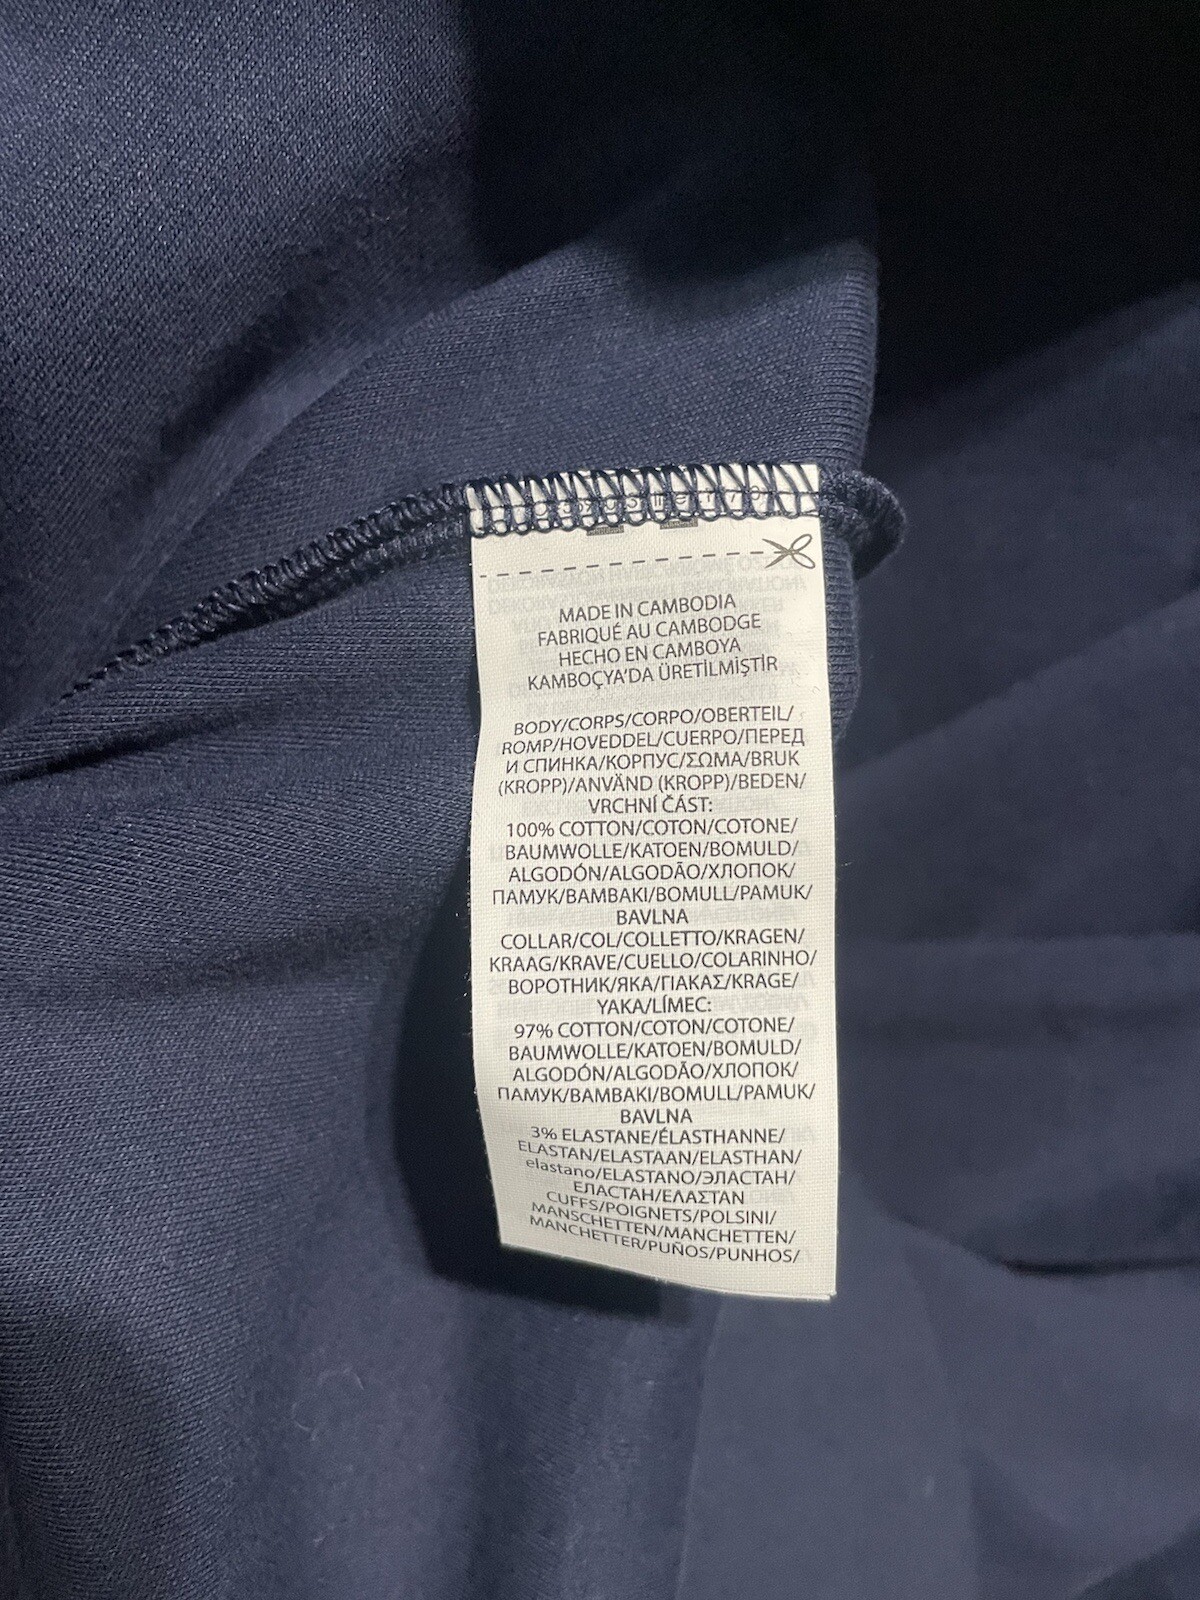 MADE IN CAMBODIA
FABRIQUÉ AU CAMBODGE
HECHO EN CAMBOYA
KAMBOÇYA'DA ÜRETİLMİŞTİR
BODY/CORPS/CORPO/OBERTEIL/
ROMP/HOVEDDEL/CUERPO/ПЕРЕД
И СПИНКА/КОРПУС/ΣΩΜΑ/BRUK
(KROPP)/ANVÄND (KROPP)/BEDEN/
VRCHNÍ ČÁST:
100% COTTON/COTON/COTONE/
BAUMWOLLE/KATOEN/BOMULD/
ALGODÓN/ALGODÃO/ХЛОПОК/
ПАМУК/BAMBAKI/BOMULL/PAMUK/
BAVLNA
COLLAR/COL/COLLETTO/KRAGEN/
KRAAG/KRAVE/CUELLO/COLARINHO/
ВОРОТНИК/ЯКА/ΓΙΑΚΑΣ/KRAGE/
YAKA/LÍMEC:
97% COTTON/COTON/COTONE/
BAUMWOLLE/KATOEN/BOMULD/
ALGODÓN/ALGODÃO/ХЛОПОК/
ПАМУК/BAMBAKI/BOMULL/PAMUK/
BAVLNA
3% ELASTANE/ÉLASTHANNE/
ELASTAN/ELASTAAN/ELASTHAN/
elastano/ELASTANO/ЭЛАСТАН/
ЕЛАСТАН/ΕΛΑΣΤΑΝ
CUFFS/POIGNETS/POLSINI/
MANSCHETTEN/MANCHETTEN/
MANCHETTER/PUÑOS/PUNHOS/